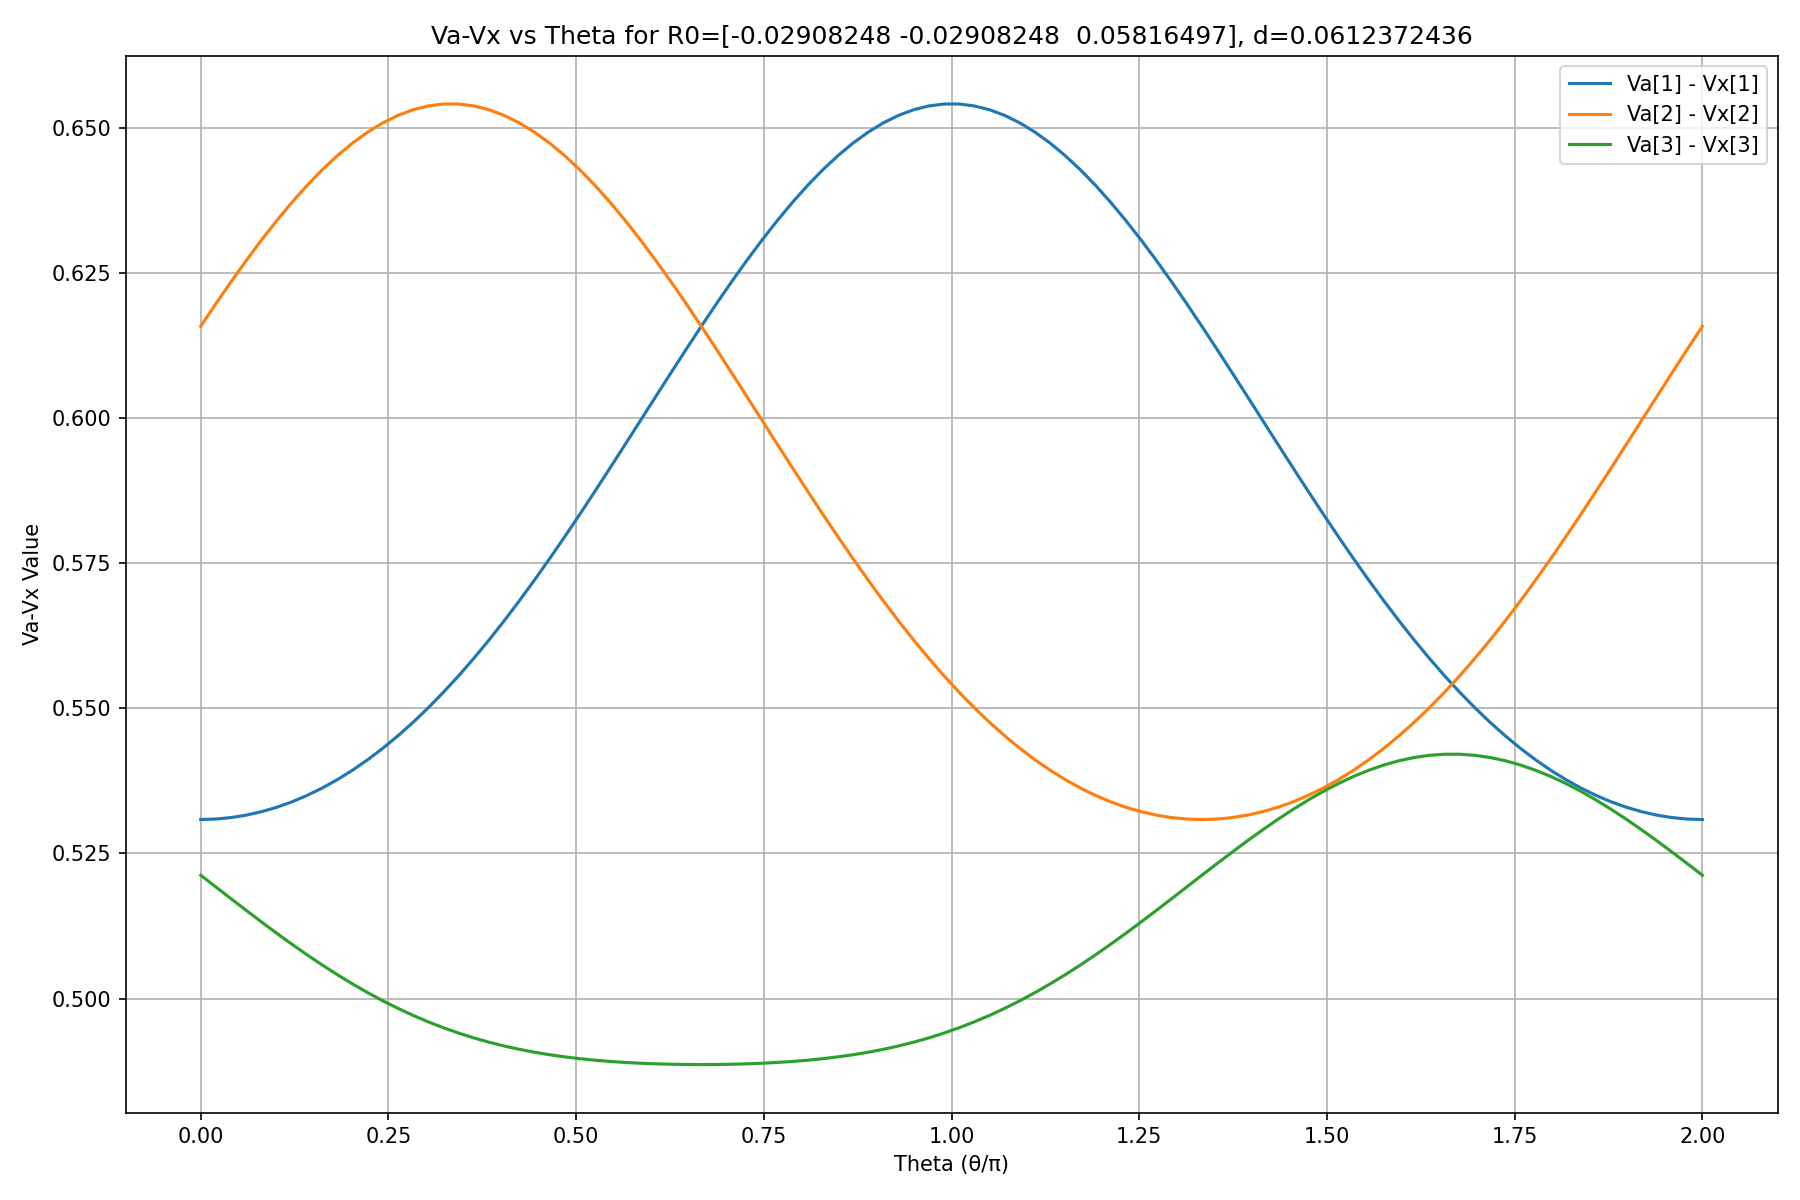 Va-Vx vs Theta for R0=[-0.02908248 -0.02908248  0.05816497], d=0.0612372436
Va[1] - Vx[1]
Va[2] - Vx[2]
Va[3] - Vx[3]
0.650
0.625
0.600
0.575
0.550
0.525
0.500
Va-Vx Value
0.00 0.25 0.50 0.75 1.00 1.25 1.50 1.75 2.00
Theta (θ/π)